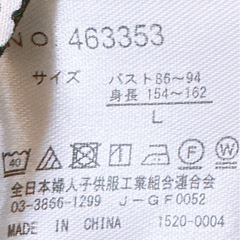 NO. 463353
サイズ バスト86~94
身長 154~162
L
40 F W
全日本婦人子供服工業組合連合会
03-3866-1299 J-GF0052
MADE IN CHINA 1520-0004